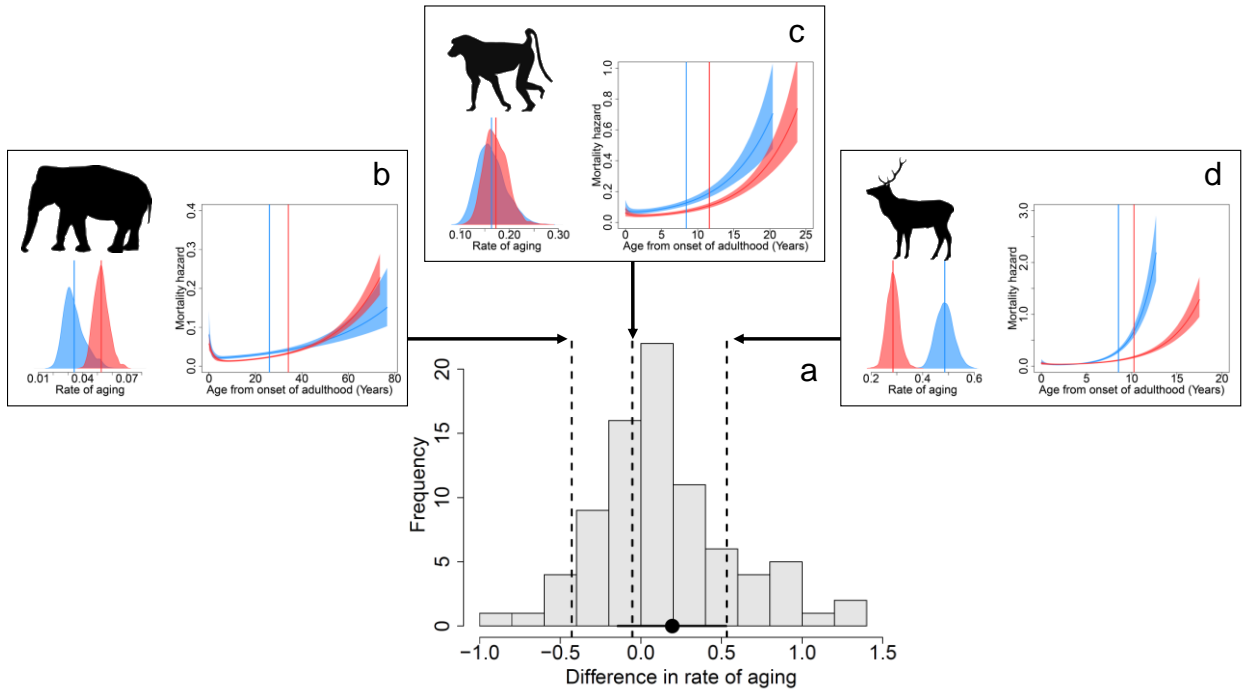 c
Mortality hazard
0.0 0.2 0.4 0.6 0.8 1.0
0 5 10 15 20 25
Age from onset of adulthood (Years)
0.10 0.20 0.30
Rate of aging
b
Mortality hazard
0.0 0.1 0.2 0.3 0.4
0 20 40 60 80
Age from onset of adulthood (Years)
0.01 0.04 0.07
Rate of aging
d
Mortality hazard
0.0 1.0 2.0 3.0
0 5 10 15 20
Age from onset of adulthood (Years)
0.2 0.4 0.6
Rate of aging
a
Frequency
0 5 10 15 20
−1.0 −0.5 0.0 0.5 1.0 1.5
Difference in rate of aging